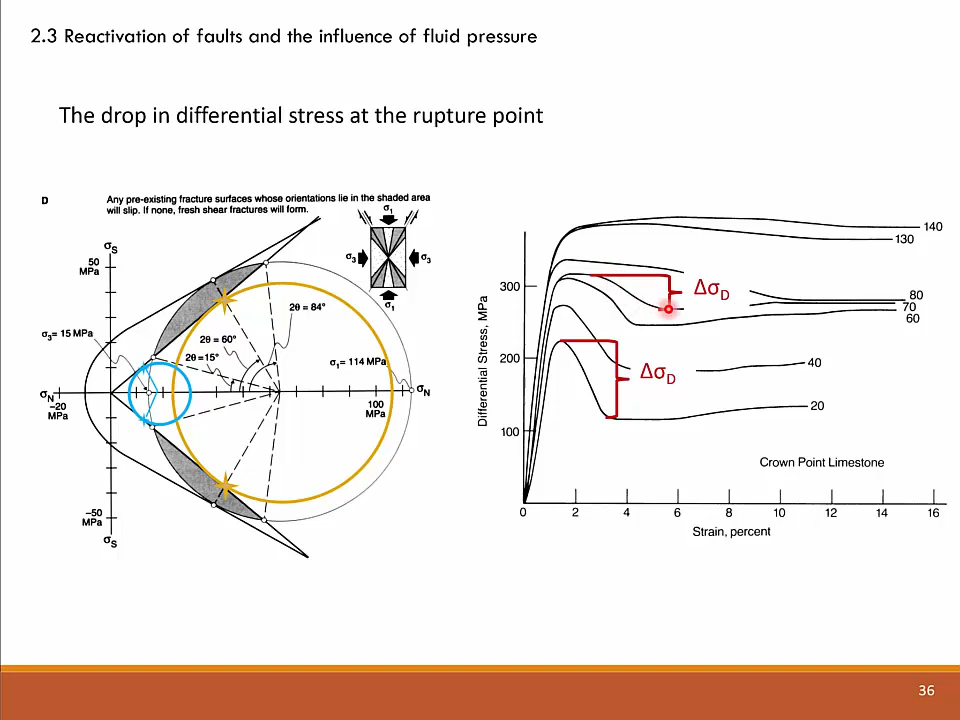 2.3 Reactivation of faults and the influence of fluid pressure
The drop in differential stress at the rupture point
D
Any pre-existing fracture surfaces whose orientations lie in the shaded area
will slip. If none, fresh shear fractures will form.
σ1
σ3
σ3
σ1
σS
50
MPa
2θ = 84°
σ3= 15 MPa
2θ = 60°
2θ =15°
σ1= 114 MPa
σN
σN
–20
MPa
100
MPa
–50
MPa
σS
Differential Stress, MPa
300
200
100
140
130
80
70
60
40
20
ΔσD
ΔσD
Crown Point Limestone
0
2
4
6
8
10
12
14
16
Strain, percent
36